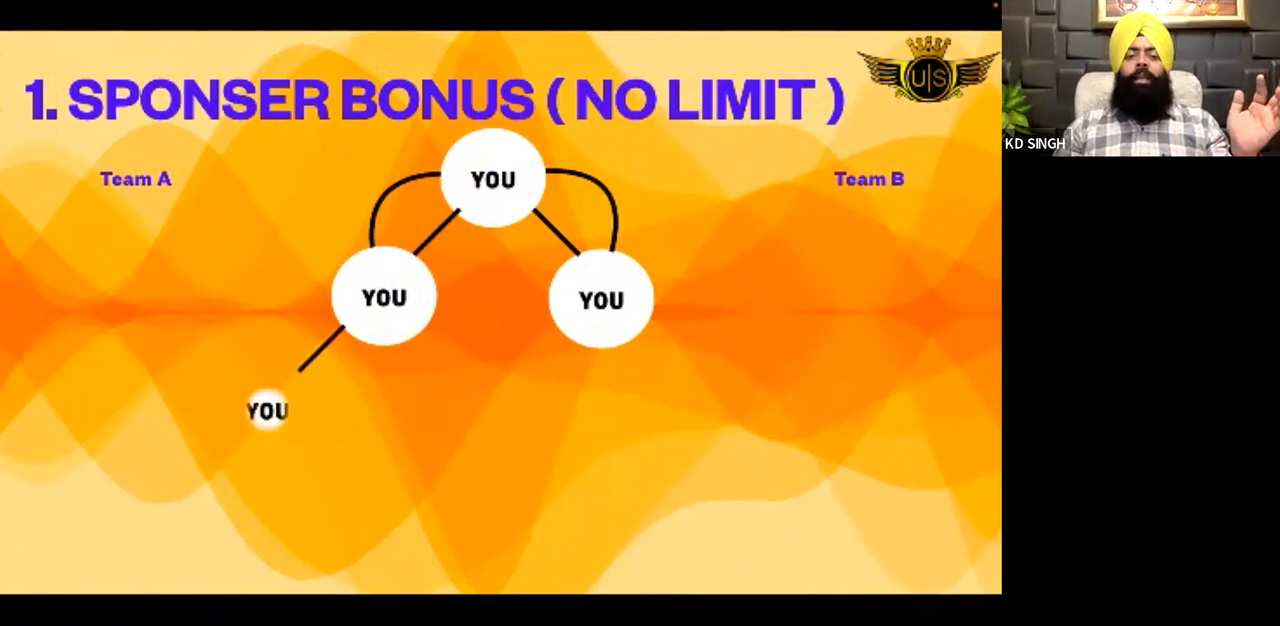 1. SPONSER BONUS ( NO LIMIT )
U|S
KD SINGH
Team A
YOU
Team B
YOU
YOU
YOU